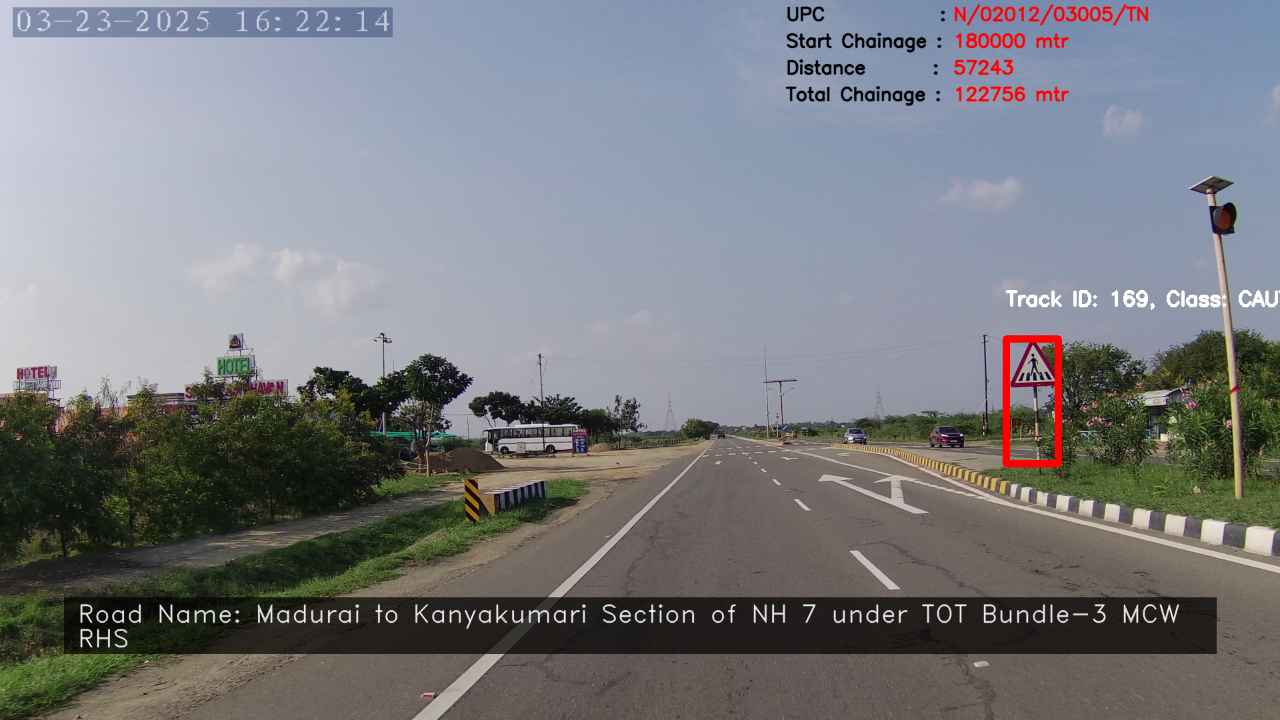 03-23-2025 16:22:14
UPC : N/02012/03005/TN
Start Chainage : 180000 mtr
Distance : 57243
Total Chainage : 122756 mtr
Track ID: 169, Class: CAU
HOTEL
HOTEL
Road Name: Madurai to Kanyakumari Section of NH 7 under TOT Bundle-3 MCW
RHS